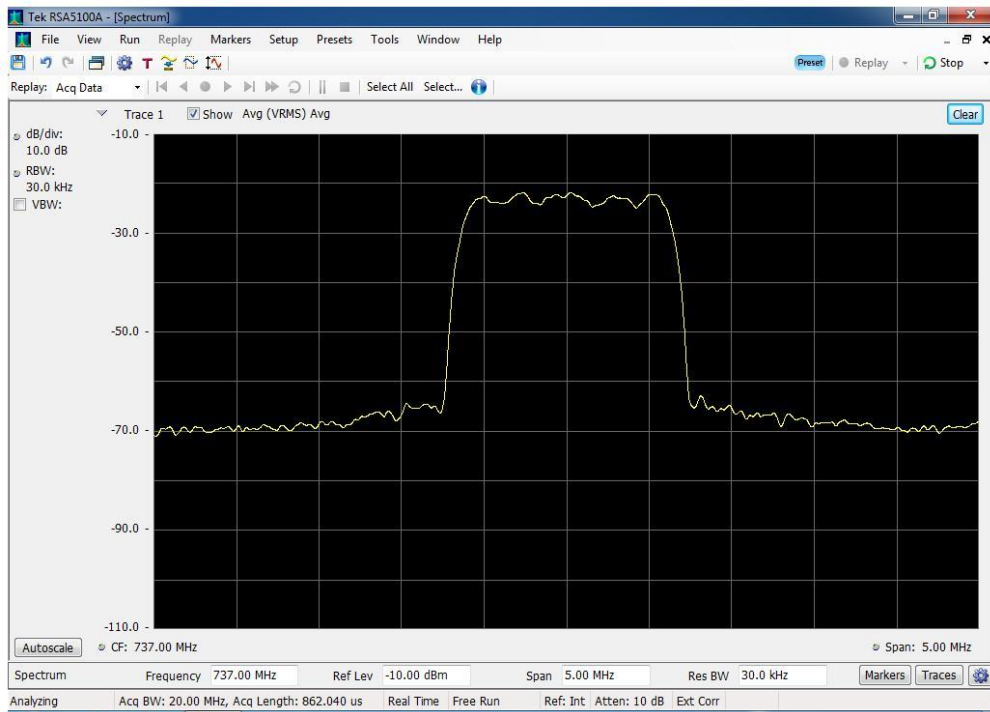 Tek RSA5100A - [Spectrum]
File View Run Replay Markers Setup Presets Tools Window Help
Preset Replay Stop
Replay: Acq Data Select All Select...
Trace 1 Show Avg (VRMS) Avg Clear
dB/div:
10.0 dB
RBW:
30.0 kHz
VBW:
-10.0
-30.0
-50.0
-70.0
-90.0
-110.0
Autoscale CF: 737.00 MHz Span: 5.00 MHz
Spectrum Frequency 737.00 MHz Ref Lev -10.00 dBm Span 5.00 MHz Res BW 30.0 kHz Markers Traces
Analyzing Acq BW: 20.00 MHz, Acq Length: 862.040 us Real Time Free Run Ref: Int Atten: 10 dB Ext Corr